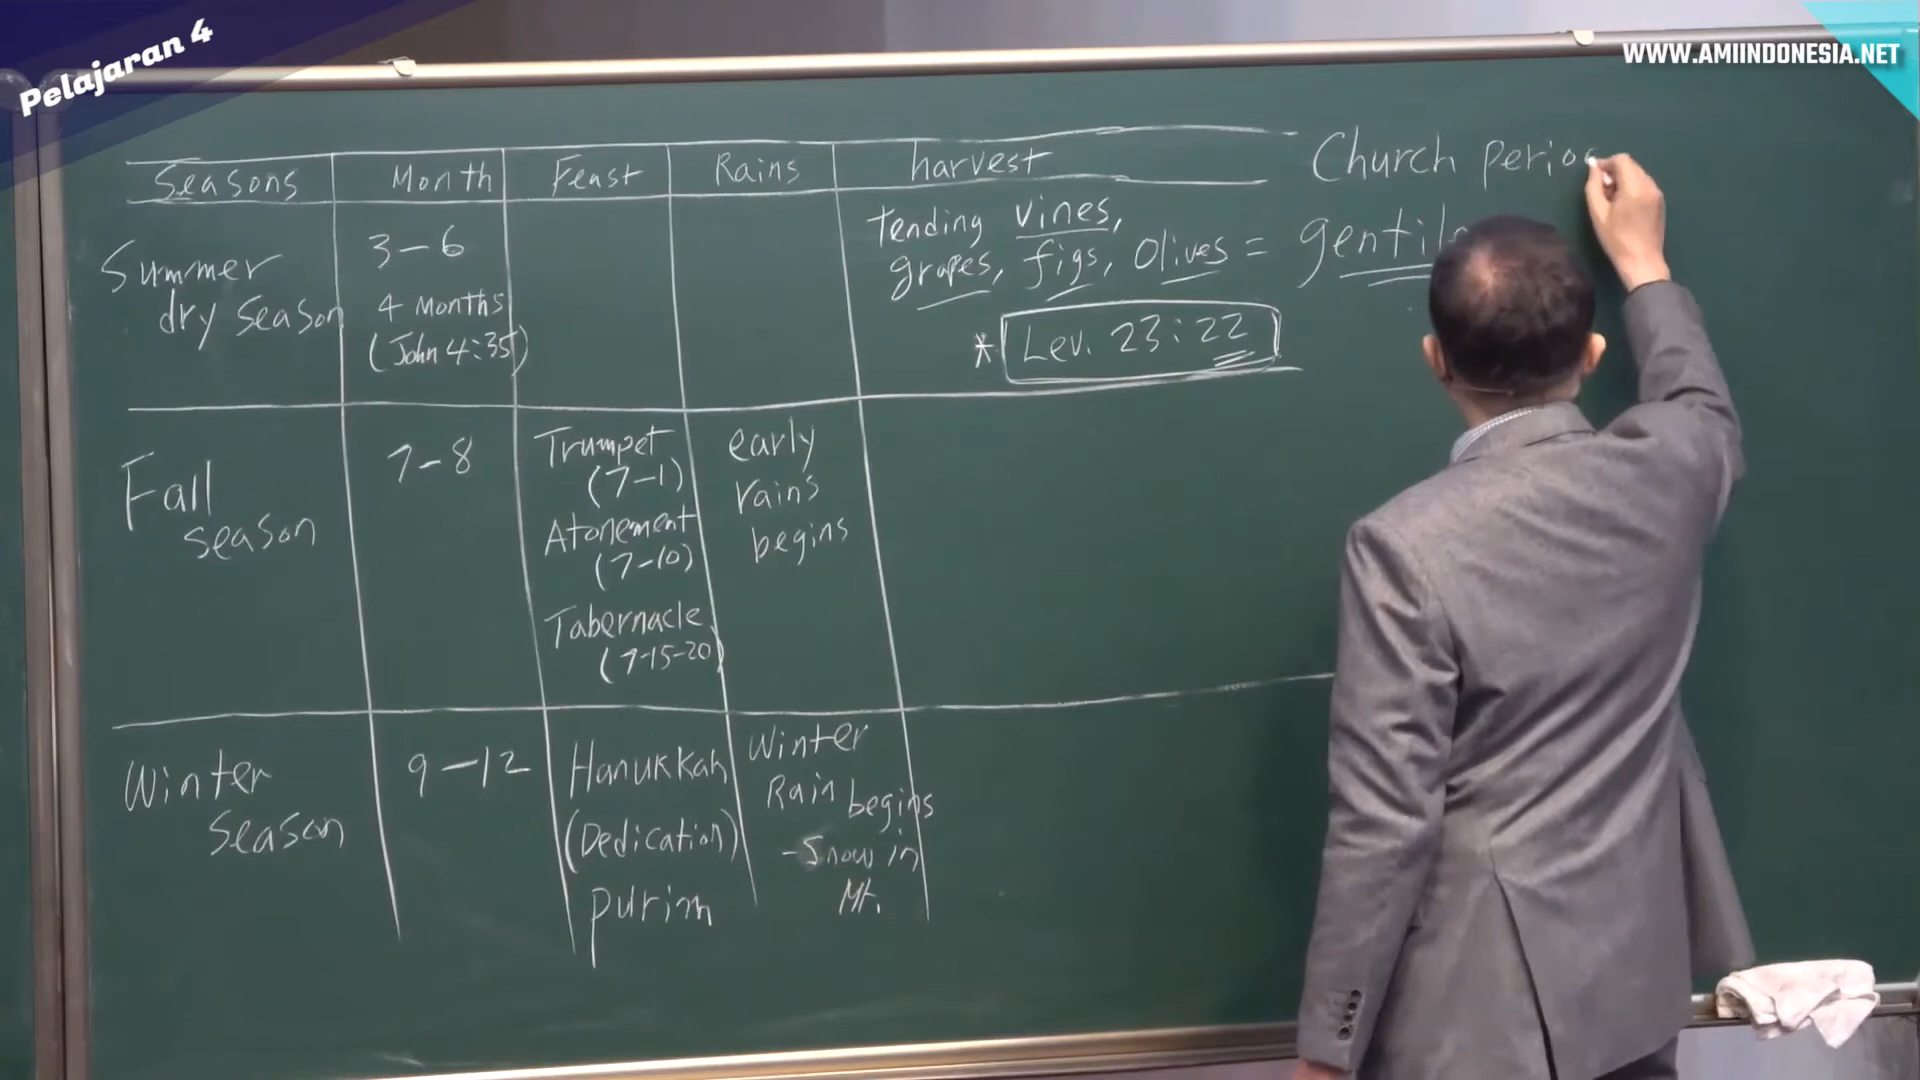 Pelajaran 4
WWW.AMIINDONESIA.NET
Seasons Month Feast Rains harvest
Church perio
Summer
dry season
3-6
4 Months
(John 4:35)
tending vines,
grapes, figs, olives = gentile
* Lev. 23:22
Fall
season
7-8
Trumpet
(7-1)
Atonement
(7-10)
Tabernacle
(7-15-20)
early
rains
begins
Winter
season
9-12
Hanukkah
(Dedication)
purim
Winter
Rain begins
- Snow in
Mt.